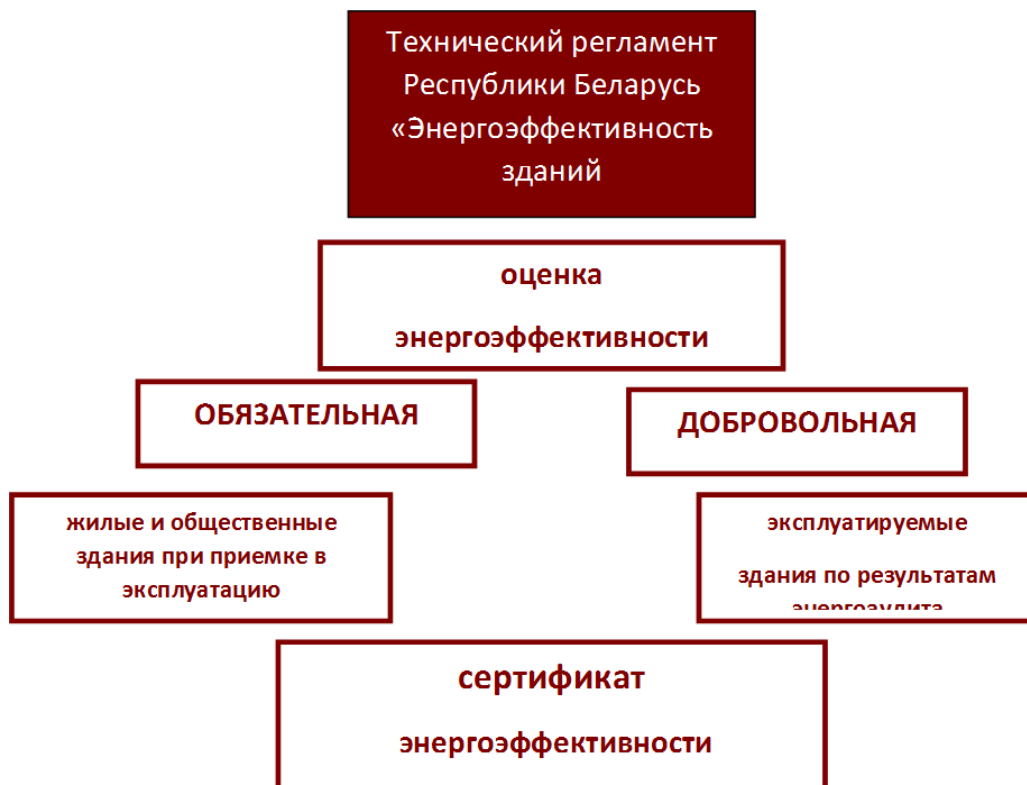 Технический регламент
Республики Беларусь
«Энергоэффективность
зданий
оценка
энергоэффективности
ОБЯЗАТЕЛЬНАЯ
ДОБРОВОЛЬНАЯ
жилые и общественные
здания при приемке в
эксплуатацию
эксплуатируемые
здания по результатам
энергоаудита
сертификат
энергоэффективности